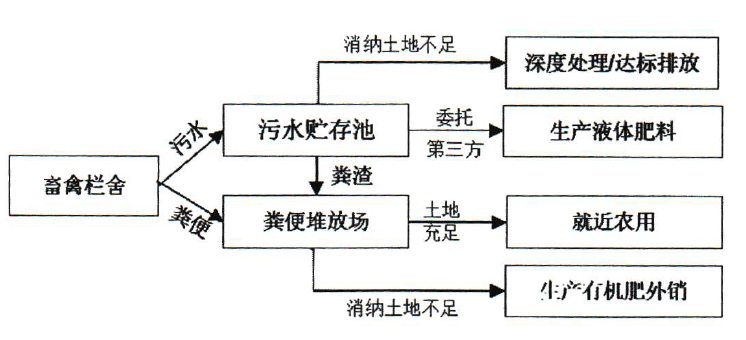 消纳土地不足
深度处理/达标排放
污水
污水贮存池
委托
第三方
生产液体肥料
畜禽栏舍
粪渣
粪便
粪便堆放场
土地
充足
就近农用
消纳土地不足
生产有机肥外销